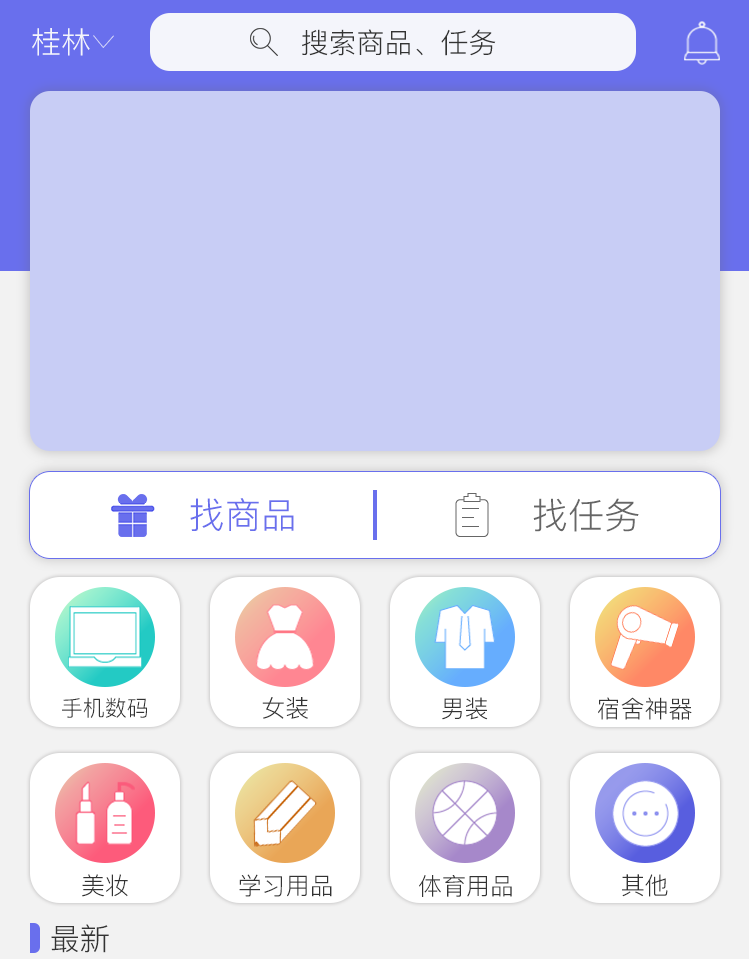 桂林
搜索商品、任务
找商品
找任务
手机数码
女装
男装
宿舍神器
美妆
学习用品
体育用品
其他
最新